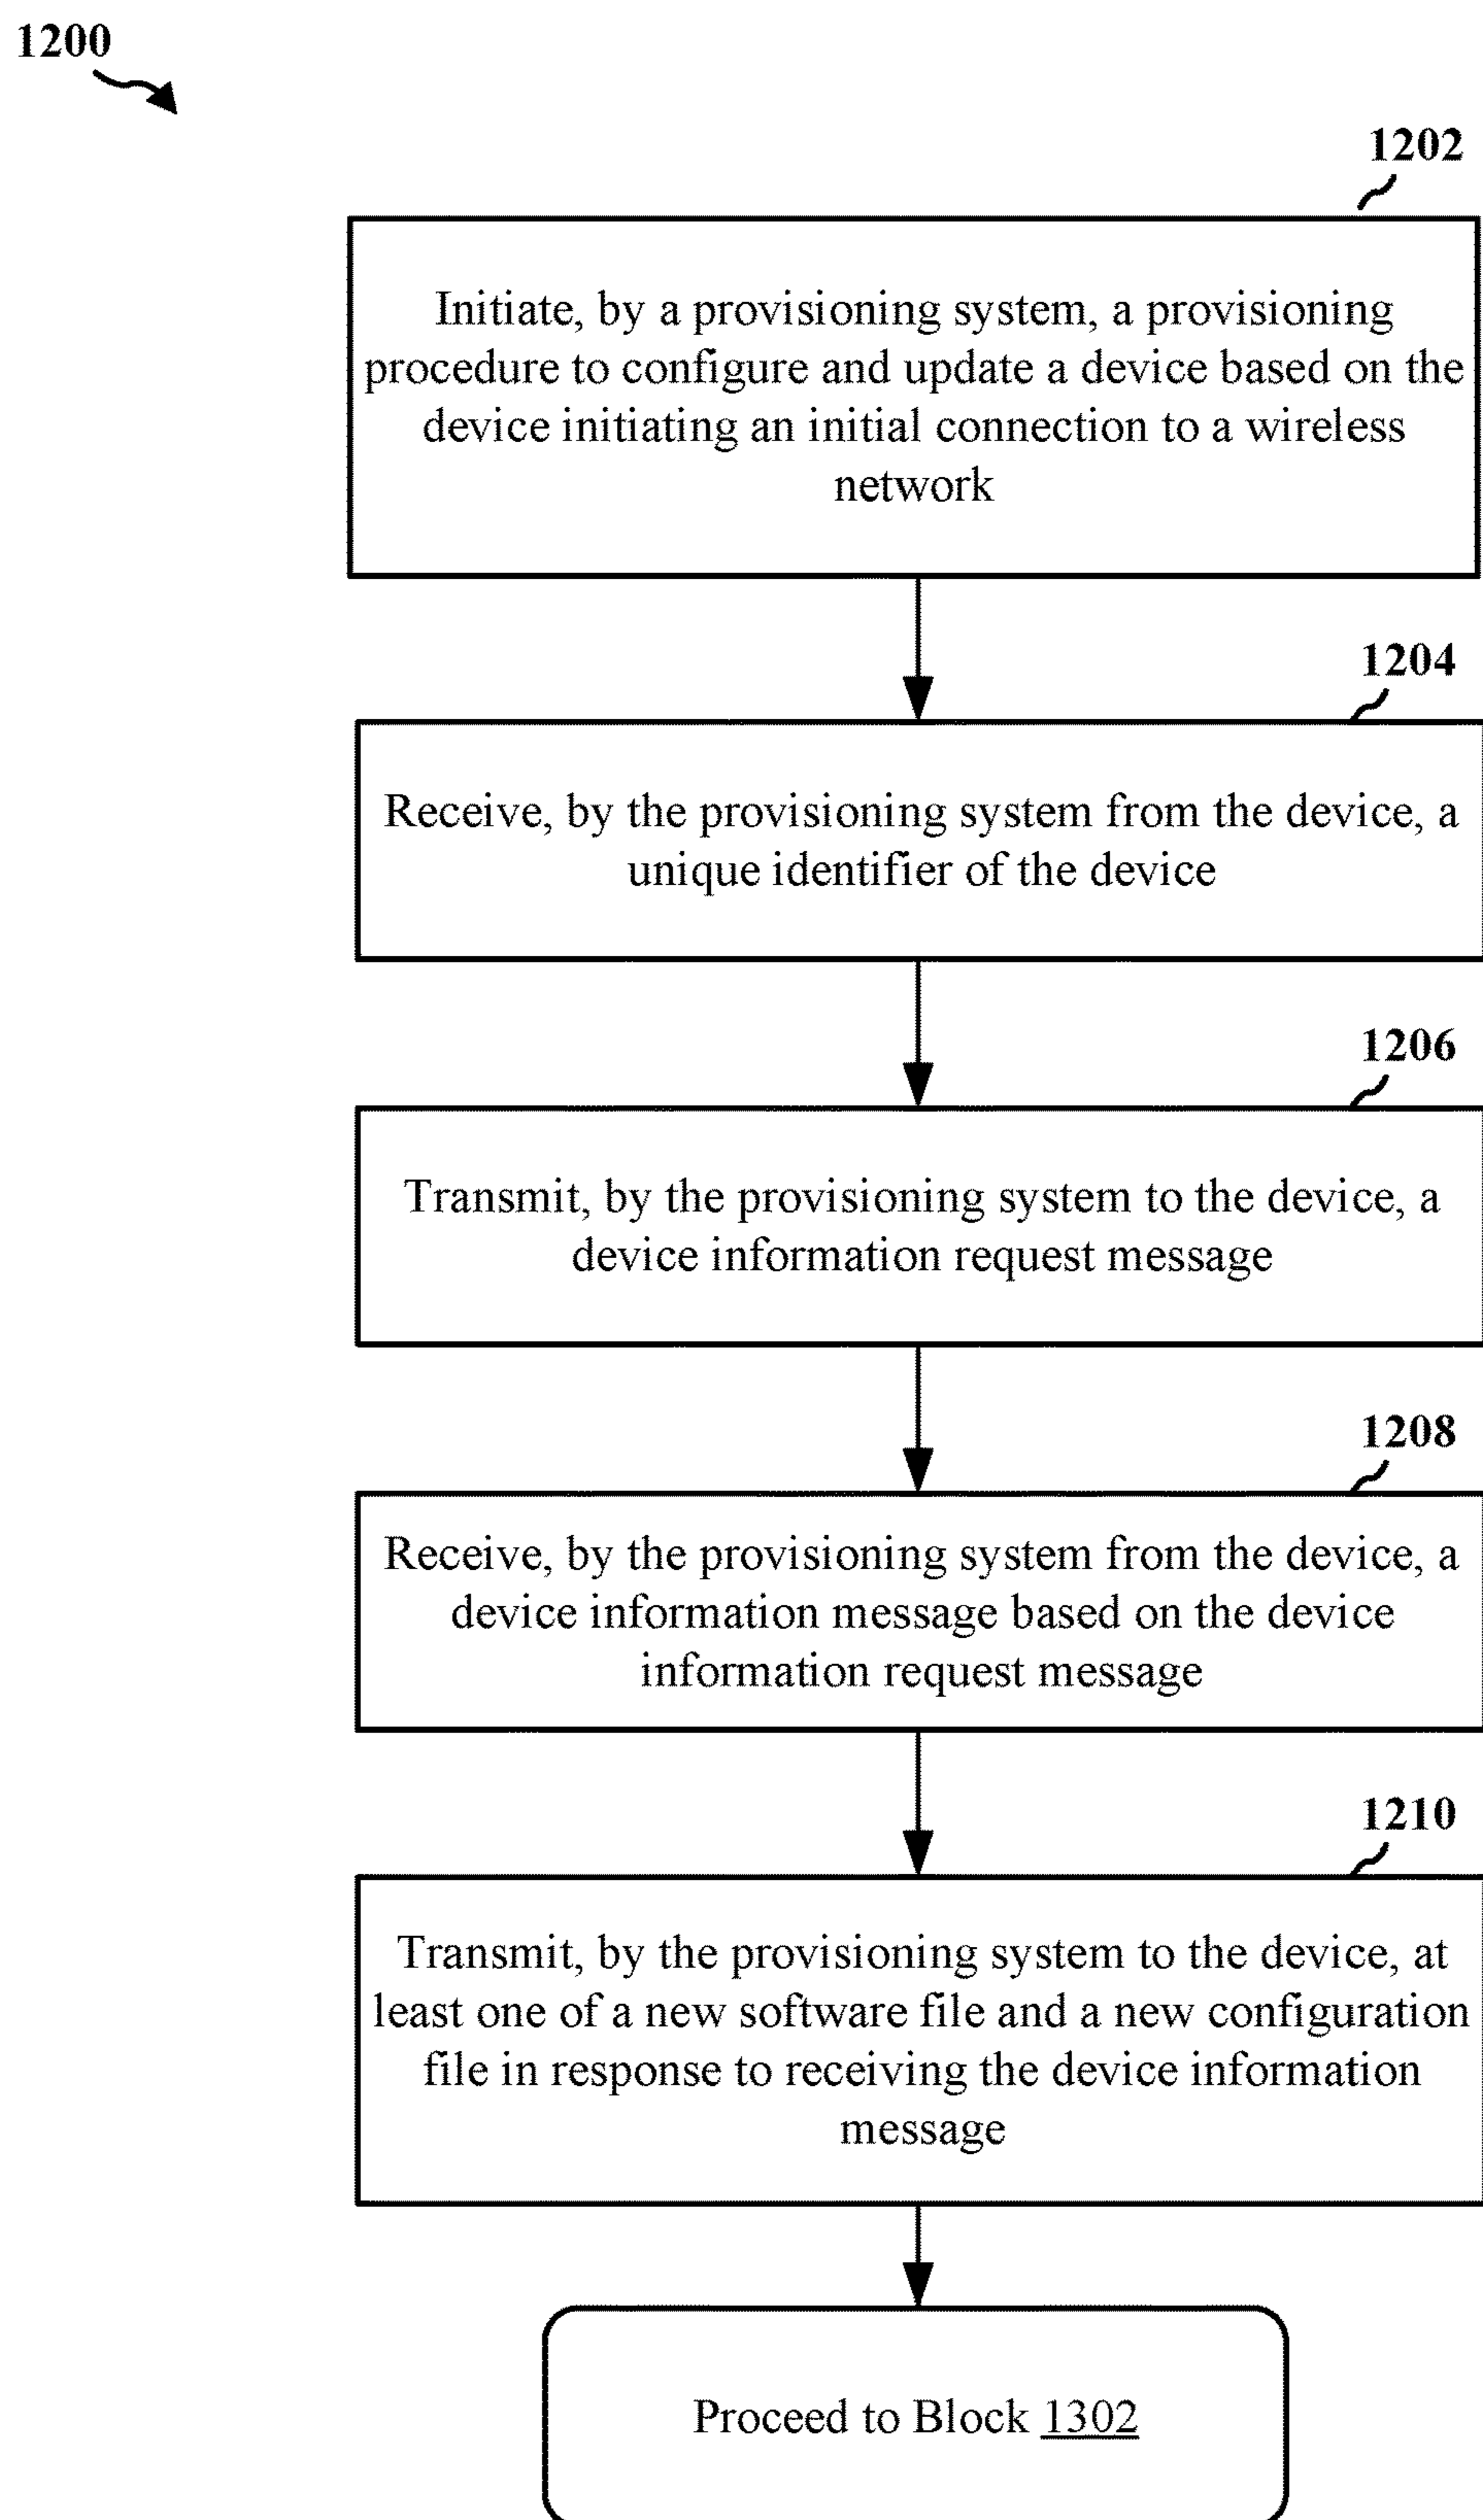 1200
1202
Initiate, by a provisioning system, a provisioning
procedure to configure and update a device based on the
device initiating an initial connection to a wireless
network
1204
Receive, by the provisioning system from the device, a
unique identifier of the device
1206
Transmit, by the provisioning system to the device, a
device information request message
1208
Receive, by the provisioning system from the device, a
device information message based on the device
information request message
1210
Transmit, by the provisioning system to the device, at
least one of a new software file and a new configuration
file in response to receiving the device information
message
Proceed to Block 1302